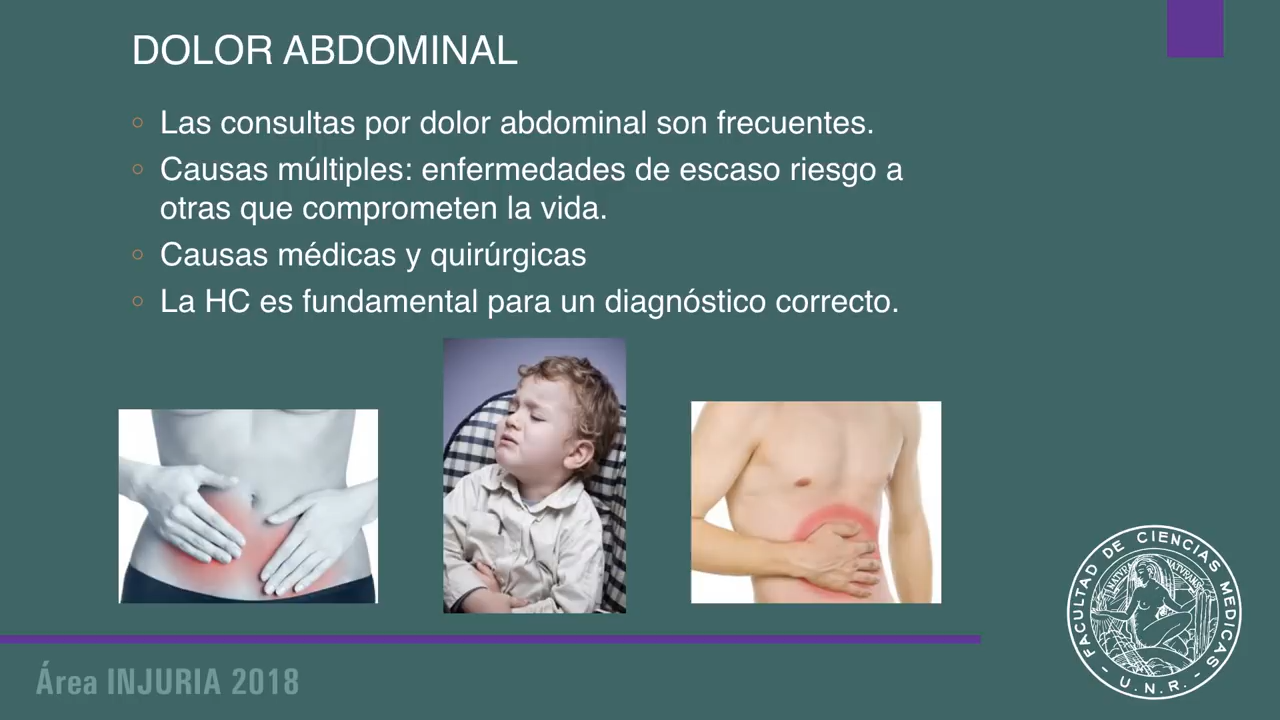 DOLOR ABDOMINAL
Las consultas por dolor abdominal son frecuentes.
Causas múltiples: enfermedades de escaso riesgo a
otras que comprometen la vida.
Causas médicas y quirúrgicas
La HC es fundamental para un diagnóstico correcto.
FACULTAD DE CIENCIAS MEDICAS
- U.N.R. -
Área INJURIA 2018